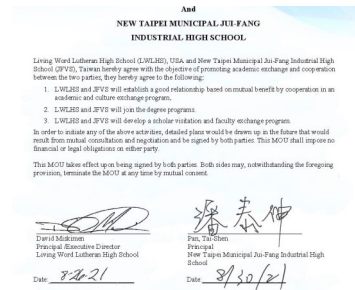 And
NEW TAIPEI MUNICIPAL JUI-FANG
INDUSTRIAL HIGH SCHOOL
Living Word Lutheran High School (LWLHS), USA and New Taipei Municipal Jui-Fang Industrial High
School (JFVS), Taiwan hereby agree with the objective of promoting academic exchange and cooperation
between the two parties, they hereby agree to the following:
1. LWLHS and JFVS will establish a good relationship based on mutual benefit by cooperation in an
academic and culture exchange program,
2. LWLHS and JFVS will join the degree programs.
3. LWLHS and JFVS will develop a scholar visitation and faculty exchange program.
In order to initiate any of the above activities, detailed plans would be drawn up in the future that would
result from mutual consultation and negotiation and be signed by both parties. This MOU shall impose no
financial or legal obligations on either party.
This MOU takes effect upon being signed by both parties. Both sides may, notwithstanding the foregoing
provision, terminate the MOU at any time by mutual consent.
潘泰伸
David Miskimen
Principal /Executive Director
Living Word Lutheran High School
Pan, Tai-Shen
Principal
New Taipei Municipal Jui-Fang Industrial High
School
Date: 8-26-21
Date: 8/30/21